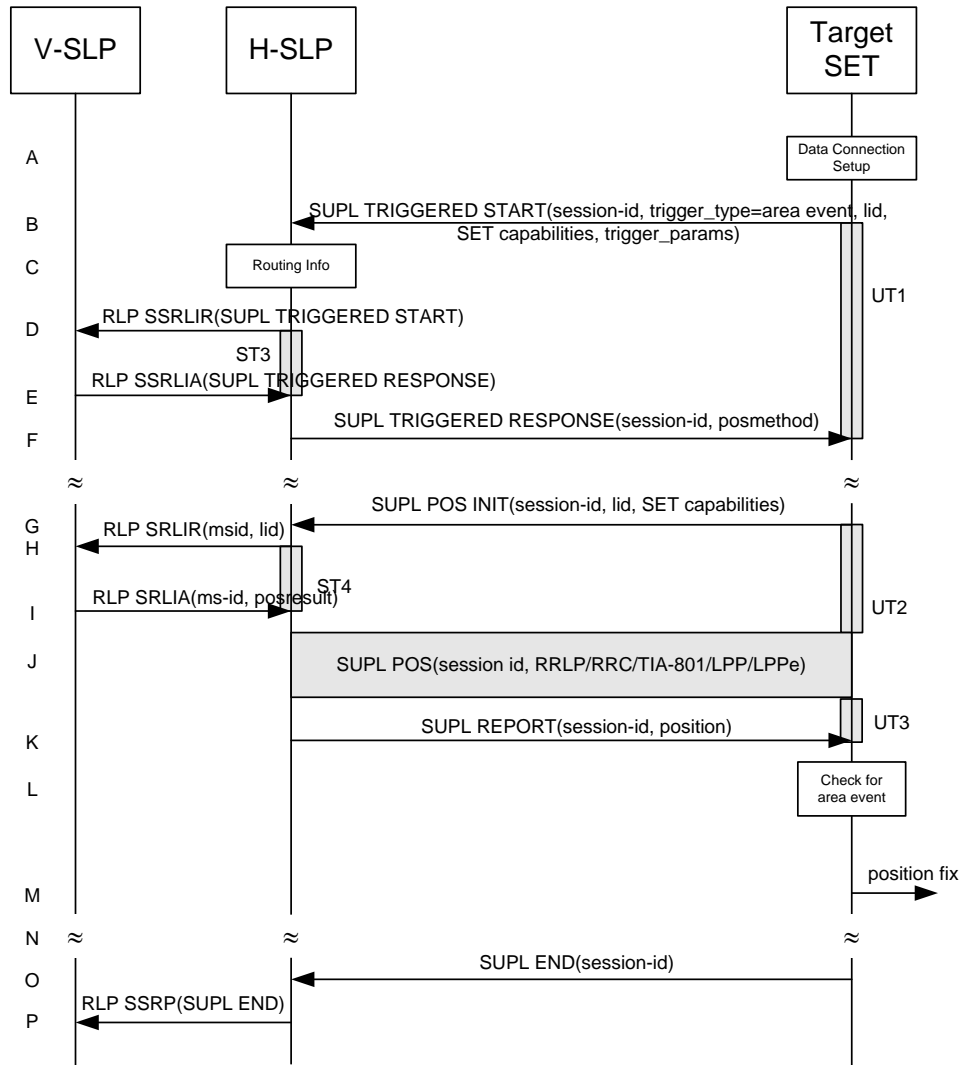 V-SLP
H-SLP
Target
SET
A
Data Connection
Setup
B
SUPL TRIGGERED START(session-id, trigger_type=area event, lid,
SET capabilities, trigger_params)
C
Routing Info
UT1
D
RLP SSRLIR(SUPL TRIGGERED START)
ST3
E
RLP SSRLIA(SUPL TRIGGERED RESPONSE)
F
SUPL TRIGGERED RESPONSE(session-id, posmethod)
≈ ≈ ≈
G
SUPL POS INIT(session-id, lid, SET capabilities)
H
RLP SRLIR(msid, lid)
ST4
I
RLP SRLIA(ms-id, posresult)
UT2
J
SUPL POS(session id, RRLP/RRC/TIA-801/LPP/LPPe)
K
SUPL REPORT(session-id, position)
UT3
L
Check for
area event
M
position fix
N
≈ ≈ ≈
O
SUPL END(session-id)
P
RLP SSRP(SUPL END)